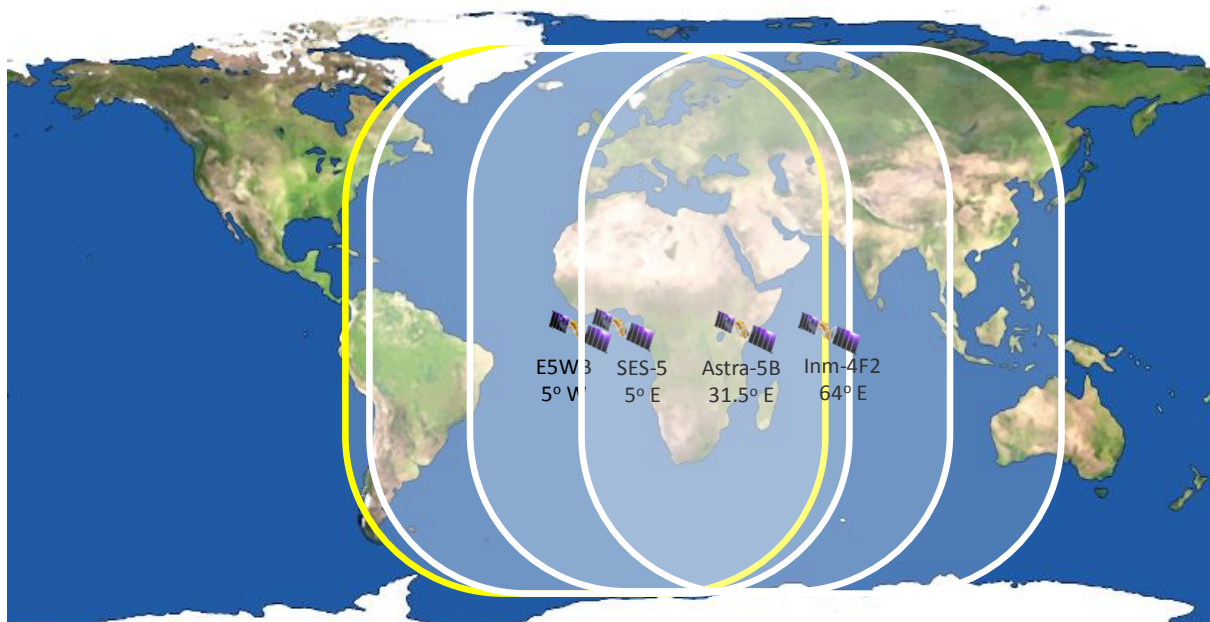 E5WB
5º W
SES-5
5º E
Astra-5B
31.5º E
Inm-4F2
64º E